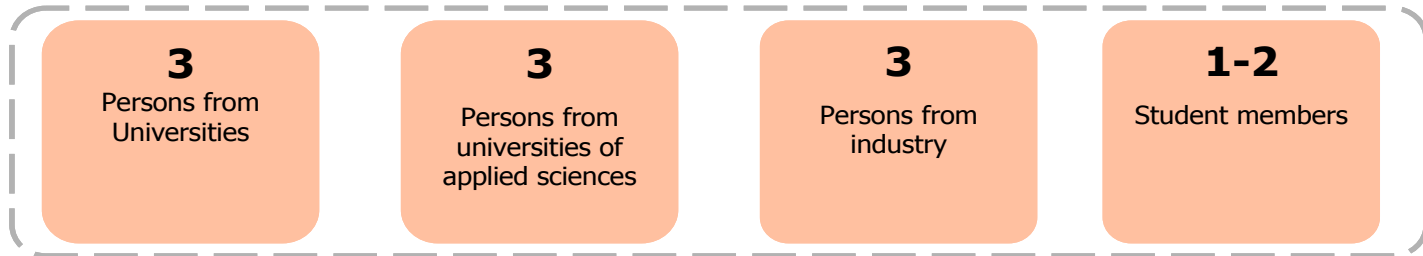 3
Persons from
Universities
3
Persons from
universities of
applied sciences
3
Persons from
industry
1-2
Student members